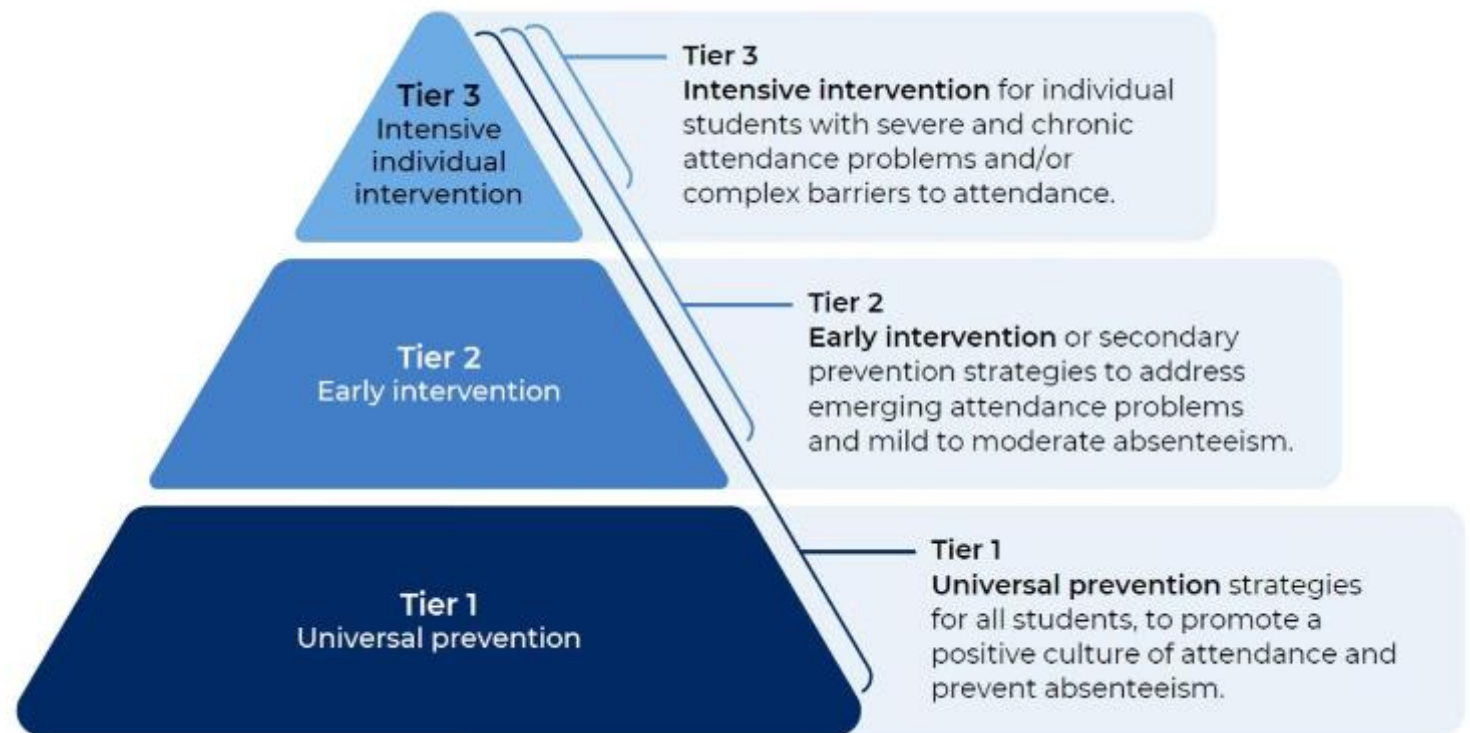 Tier 3
Intensive
individual
intervention
Tier 3
Intensive intervention for individual
students with severe and chronic
attendance problems and/or
complex barriers to attendance.
Tier 2
Early intervention
Tier 2
Early intervention or secondary
prevention strategies to address
emerging attendance problems
and mild to moderate absenteeism.
Tier 1
Universal prevention
Tier 1
Universal prevention strategies
for all students, to promote a
positive culture of attendance and
prevent absenteeism.